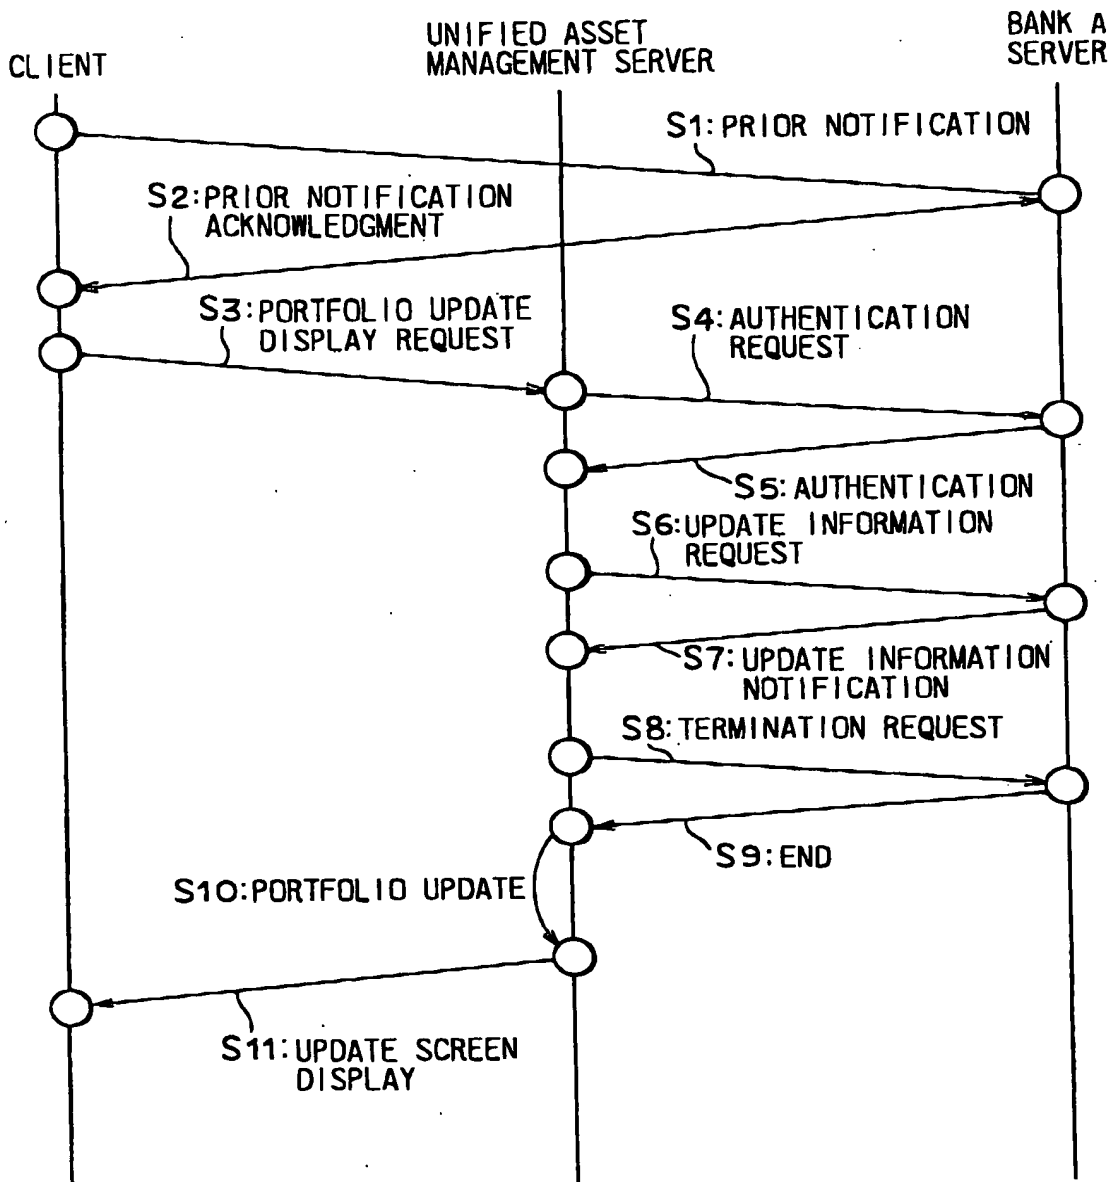 CLIENT
UNIFIED ASSET
MANAGEMENT SERVER
BANK A
SERVER
S1:PRIOR NOTIFICATION
S2:PRIOR NOTIFICATION
ACKNOWLEDGMENT
S3:PORTFOLIO UPDATE
DISPLAY REQUEST
S4:AUTHENTICATION
REQUEST
S5:AUTHENTICATION
S6:UPDATE INFORMATION
REQUEST
S7:UPDATE INFORMATION
NOTIFICATION
S8:TERMINATION REQUEST
S9:END
S10:PORTFOLIO UPDATE
S11:UPDATE SCREEN
DISPLAY